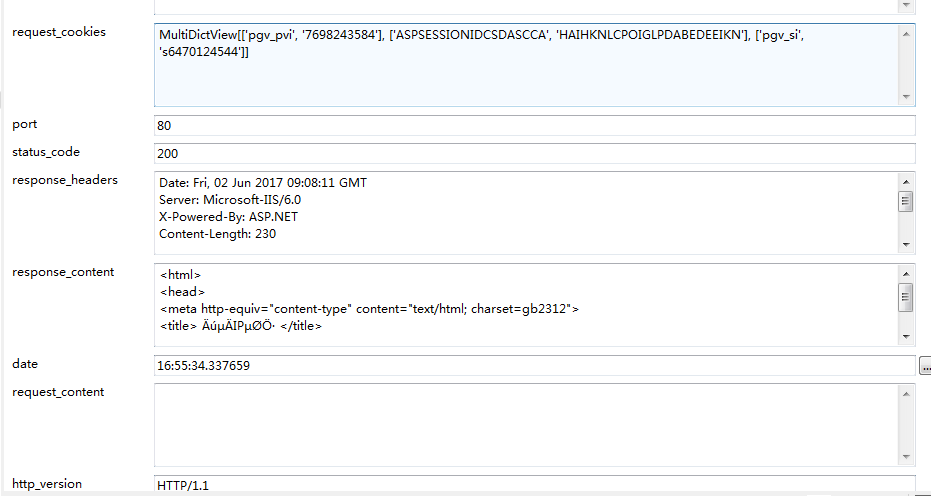 request_cookies
MultiDictView[['pgv_pvi', '7698243584'], ['ASPSESSIONIDCSDASCCA', 'HAIHKNLCPOIGLPDABEDEEIKN'], ['pgv_si',
's6470124544']]
port
80
status_code
200
response_headers
Date: Fri, 02 Jun 2017 09:08:11 GMT
Server: Microsoft-IIS/6.0
X-Powered-By: ASP.NET
Content-Length: 230
response_content
<html>
<head>
<meta http-equiv="content-type" content="text/html; charset=gb2312">
<title> ÄúµÄIPµØÖ· </title>
date
16:55:34.337659
...
request_content
http_version
HTTP/1.1